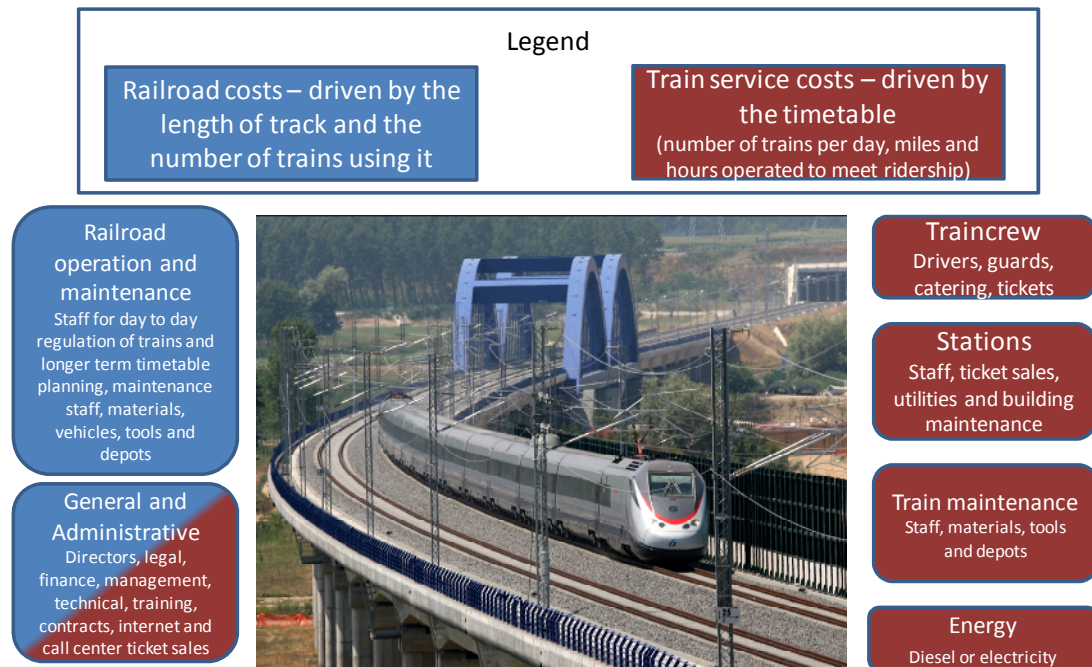 Legend
Railroad costs – driven by the
length of track and the
number of trains using it
Train service costs – driven by
the timetable
(number of trains per day, miles and
hours operated to meet ridership)
Railroad
operation and
maintenance
Staff for day to day
regulation of trains and
longer term timetable
planning, maintenance
staff, materials,
vehicles, tools and
depots
General and
Administrative
Directors, legal,
finance, management,
technical, training,
contracts, internet and
call center ticket sales
Traincrew
Drivers, guards,
catering, tickets
Stations
Staff, ticket sales,
utilities and building
maintenance
Train maintenance
Staff, materials, tools
and depots
Energy
Diesel or electricity